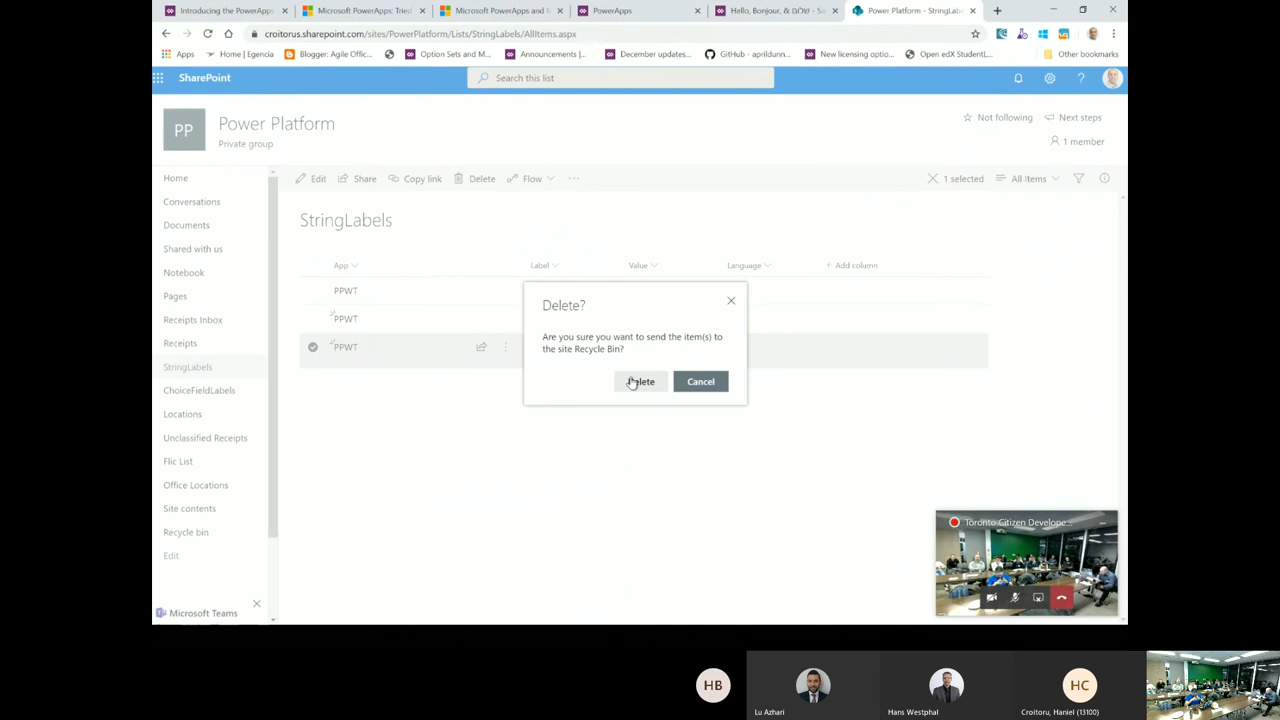 Introducing the PowerApps
Microsoft PowerApps: Tried
Microsoft PowerApps and M
PowerApps
Hello, Bonjour, & שלום - Sa
Power Platform - StringLabe
croitorus.sharepoint.com/sites/PowerPlatform/Lists/StringLabels/AllItems.aspx
Apps
Home | Egencia
Blogger: Agile Offic...
Option Sets and M...
Announcements |...
December updates...
GitHub - aprildunn...
New licensing optio...
Open edX StudentL...
Other bookmarks
SharePoint
Search this list
PP
Power Platform
Private group
Not following
Next steps
1 member
Home
Conversations
Documents
Shared with us
Notebook
Pages
Receipts Inbox
Receipts
StringLabels
ChoiceFieldLabels
Locations
Unclassified Receipts
Flic List
Office Locations
Site contents
Recycle bin
Edit
Microsoft Teams
Edit
Share
Copy link
Delete
Flow
1 selected
All Items
StringLabels
App
Label
Value
Language
+ Add column
PPWT
PPWT
PPWT
Delete?
Are you sure you want to send the item(s) to
the site Recycle Bin?
Delete
Cancel
Toronto Citizen Develope...
HB
Lu Azhari
Hans Westphal
HC
Croitoru, Haniel (13100)